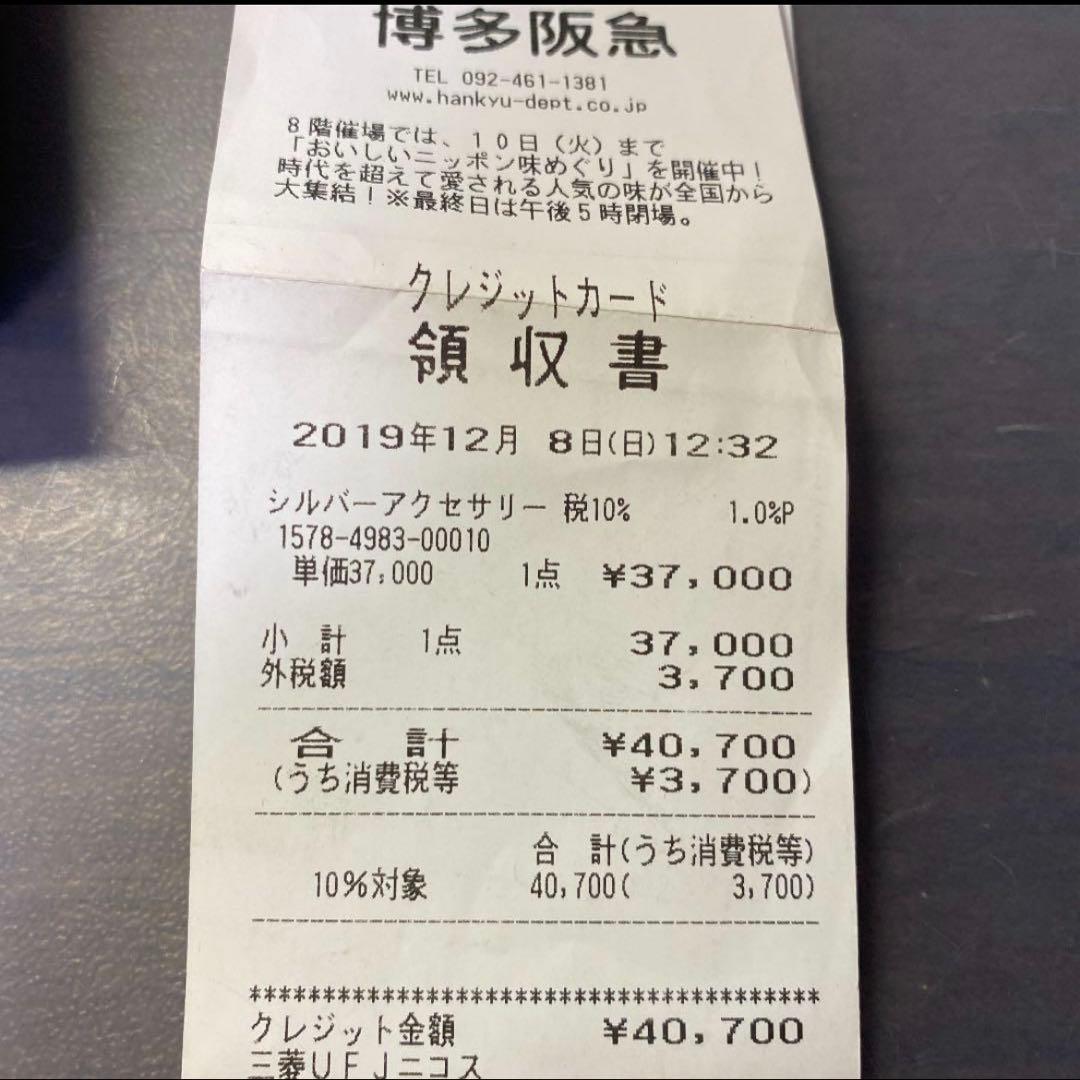 博多阪急
TEL 092-461-1381
www.hankyu-dept.co.jp
8階催場では、10日(火)まで
「おいしいニッポン味めぐり」を開催中!
時代を超えて愛される人気の味が全国から
大集結!※最終日は午後5時閉場。
クレジットカード
領収書
2019年12月 8日(日)12:32
シルバーアクセサリー 税10% 1.0%P
1578-4983-00010
単価37,000 1点 ¥37,000
小 計 1点 37,000
外税額 3,700
合 計 ¥40,700
(うち消費税等 ¥3,700)
合 計(うち消費税等)
10%対象 40,700( 3,700)
***************************************
クレジット金額 ¥40,700
三菱UFJニコス